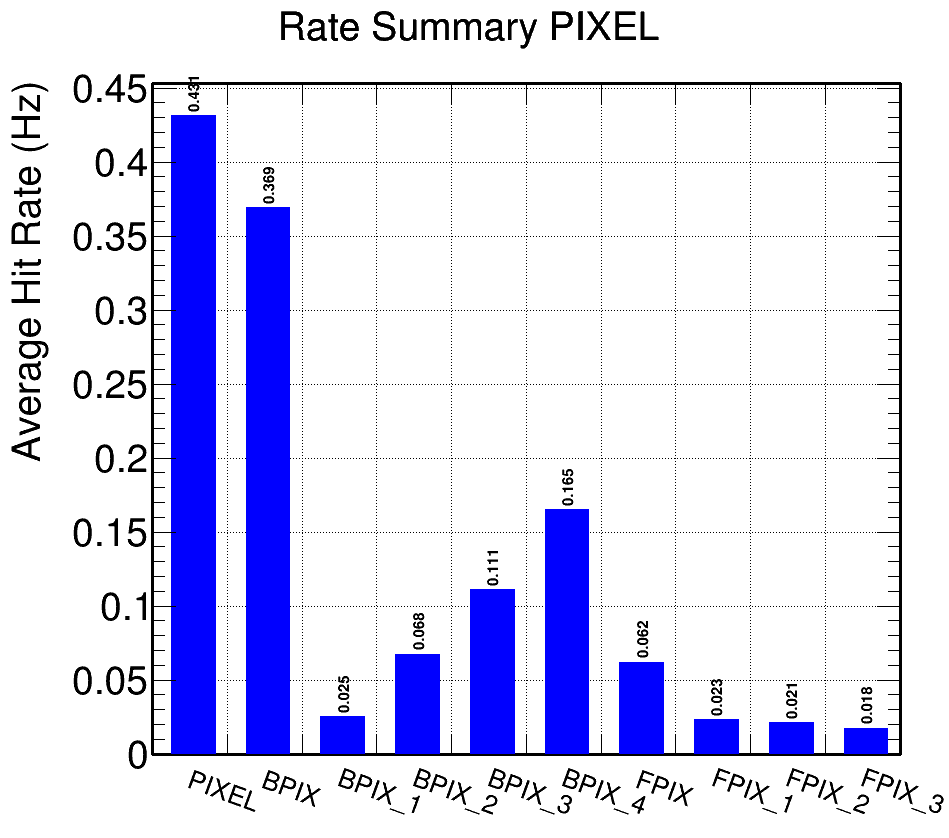 Rate Summary PIXEL
Average Hit Rate (Hz)
0.45
0.4
0.35
0.3
0.25
0.2
0.15
0.1
0.05
0
0.431
0.369
0.025
0.068
0.111
0.165
0.062
0.023
0.021
0.018
PIXEL
BPIX
BPIX_1
BPIX_2
BPIX_3
BPIX_4
FPIX
FPIX_1
FPIX_2
FPIX_3